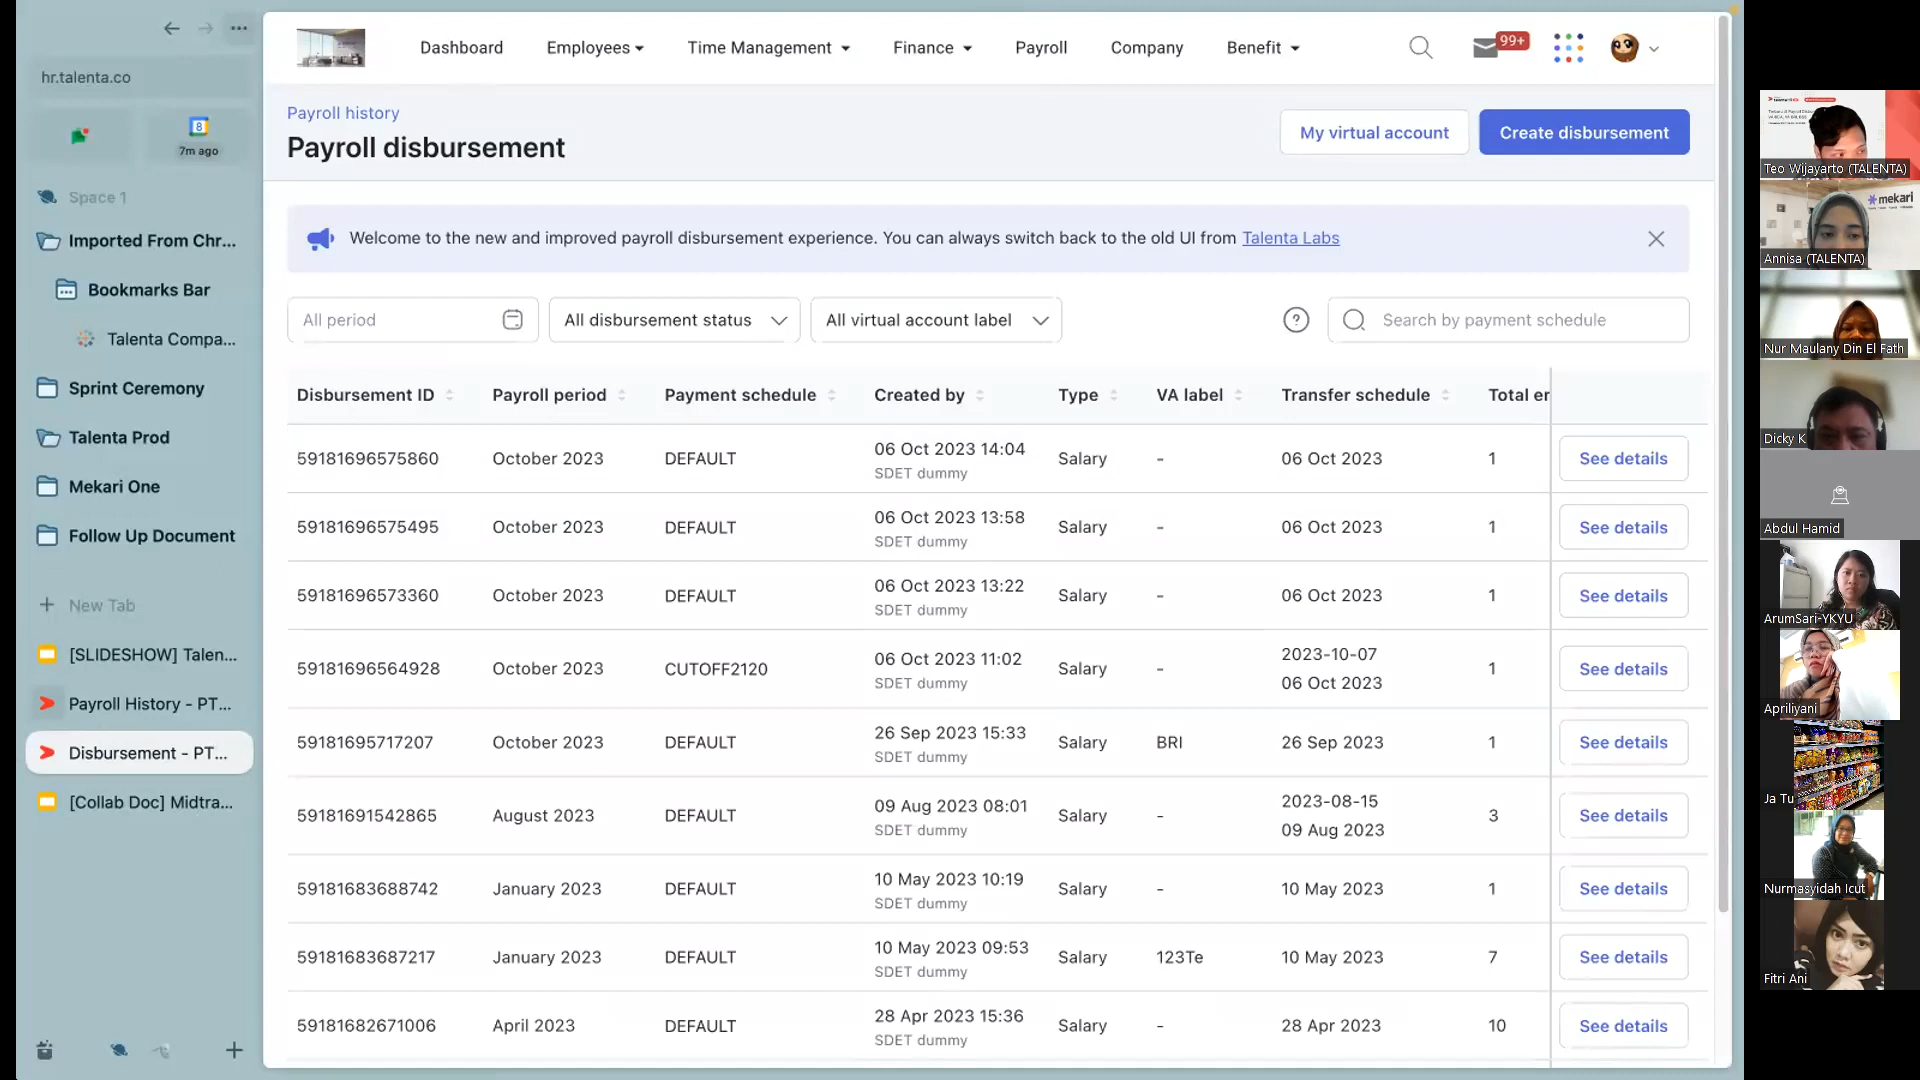 hr.talenta.co
8
7m ago
Space 1
Imported From Chr...
Bookmarks Bar
Talenta Compa...
Sprint Ceremony
Talenta Prod
Mekari One
Follow Up Document
New Tab
[SLIDESHOW] Talen...
Payroll History - PT...
Disbursement - PT...
[Collab Doc] Midtra...
Dashboard Employees Time Management Finance Payroll Company Benefit 99+
Payroll history
Payroll disbursement
My virtual account Create disbursement
Welcome to the new and improved payroll disbursement experience. You can always switch back to the old UI from Talenta Labs
All period All disbursement status All virtual account label ? Search by payment schedule
Disbursement ID Payroll period Payment schedule Created by Type VA label Transfer schedule Total er
59181696575860 October 2023 DEFAULT 06 Oct 2023 14:04 Salary - 06 Oct 2023 1 See details
SDET dummy
59181696575495 October 2023 DEFAULT 06 Oct 2023 13:58 Salary - 06 Oct 2023 1 See details
SDET dummy
59181696573360 October 2023 DEFAULT 06 Oct 2023 13:22 Salary - 06 Oct 2023 1 See details
SDET dummy
59181696564928 October 2023 CUTOFF2120 06 Oct 2023 11:02 Salary - 2023-10-07 1 See details
SDET dummy 06 Oct 2023
59181695717207 October 2023 DEFAULT 26 Sep 2023 15:33 Salary BRI 26 Sep 2023 1 See details
SDET dummy
59181691542865 August 2023 DEFAULT 09 Aug 2023 08:01 Salary - 2023-08-15 3 See details
SDET dummy 09 Aug 2023
59181683688742 January 2023 DEFAULT 10 May 2023 10:19 Salary - 10 May 2023 1 See details
SDET dummy
59181683687217 January 2023 DEFAULT 10 May 2023 09:53 Salary 123Te 10 May 2023 7 See details
SDET dummy
59181682671006 April 2023 DEFAULT 28 Apr 2023 15:36 Salary - 28 Apr 2023 10 See details
SDET dummy
Teo Wijayarto (TALENTA)
mekari
Annisa (TALENTA)
Nur Maulany Din El Fath
Dicky K
Abdul Hamid
ArumSari-YKYU
Apriliyani
Ja Tu
Nurmasyidah Icut
Fitri Ani